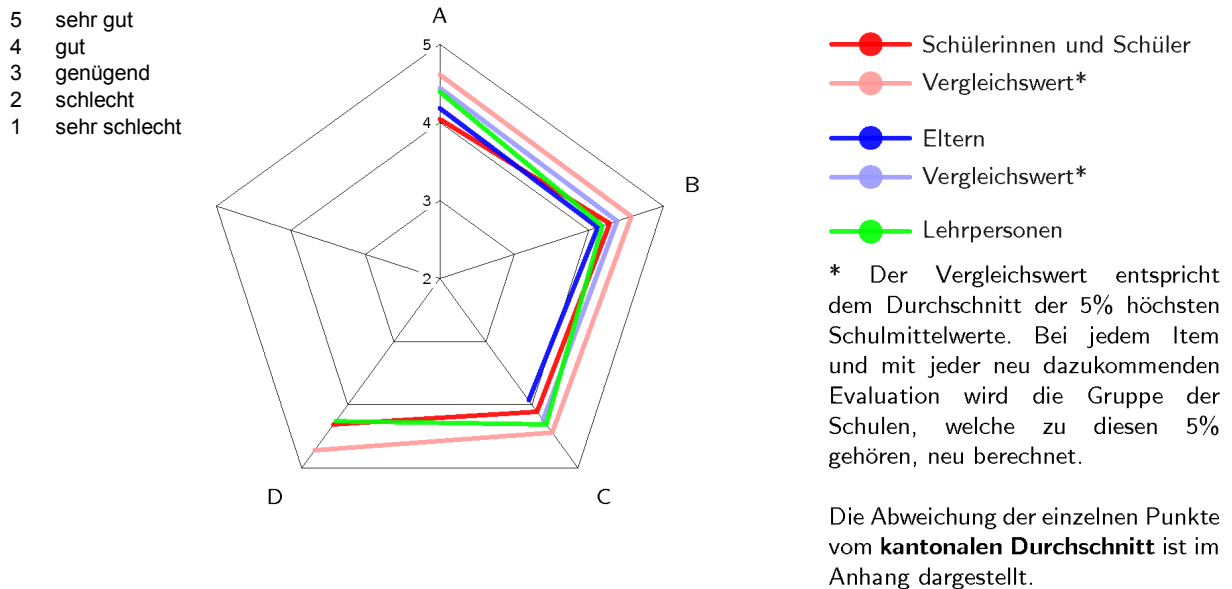 5 sehr gut
4 gut
3 genügend
2 schlecht
1 sehr schlecht
A
5
4
3
2
B
C
D
Schülerinnen und Schüler
Vergleichswert*
Eltern
Vergleichswert*
Lehrpersonen
* Der Vergleichswert entspricht
dem Durchschnitt der 5% höchsten
Schulmittelwerte. Bei jedem Item
und mit jeder neu dazukommenden
Evaluation wird die Gruppe der
Schulen, welche zu diesen 5%
gehören, neu berechnet.
Die Abweichung der einzelnen Punkte
vom kantonalen Durchschnitt ist im
Anhang dargestellt.